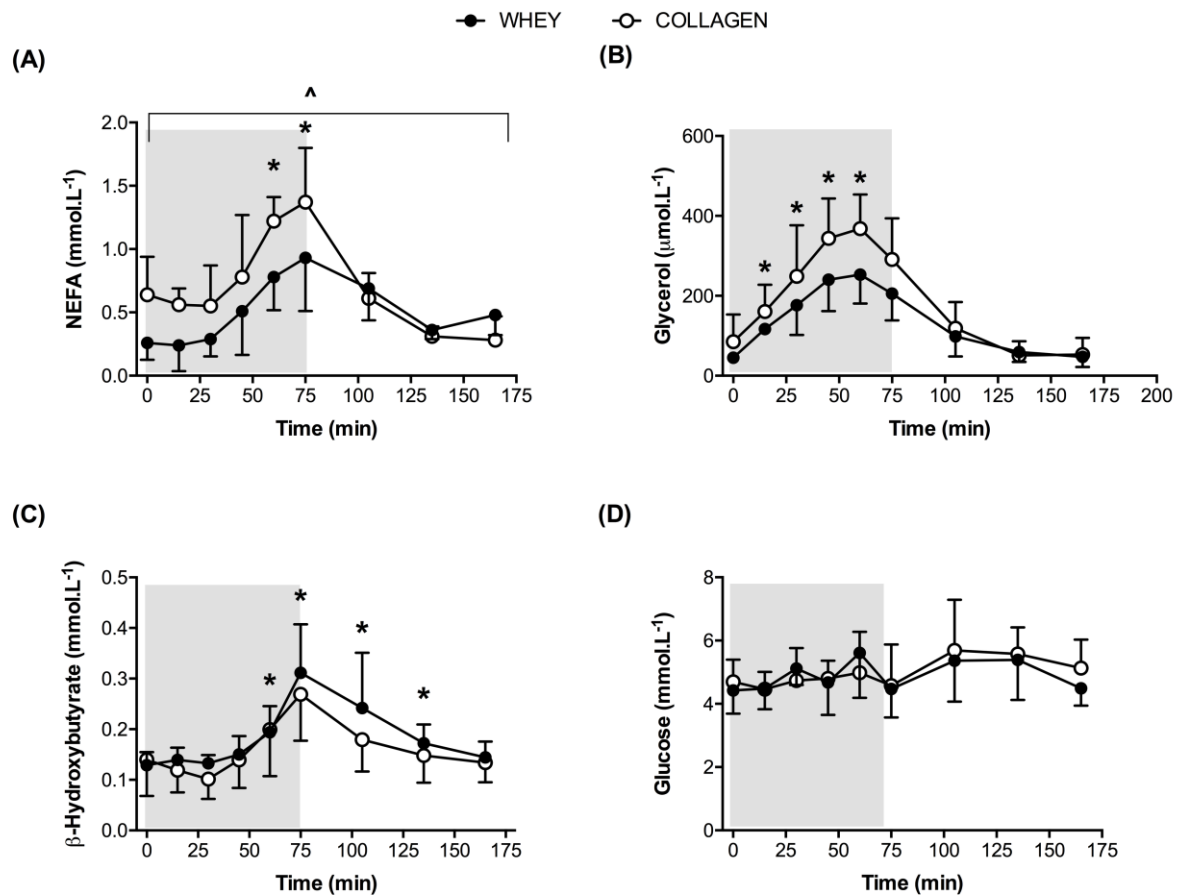 WHEY COLLAGEN
(A)
^
* *
2.0
1.5
1.0
0.5
0.0
NEFA (mmol.L-1)
0 25 50 75 100 125 150 175
Time (min)
(B)
* * * *
600
400
200
0
Glycerol (μmol.L-1)
0 25 50 75 100 125 150 175 200
Time (min)
(C)
* * * *
0.5
0.4
0.3
0.2
0.1
0.0
β-Hydroxybutyrate (mmol.L-1)
0 25 50 75 100 125 150 175
Time (min)
(D)
8
6
4
2
0
Glucose (mmol.L-1)
0 25 50 75 100 125 150 175
Time (min)